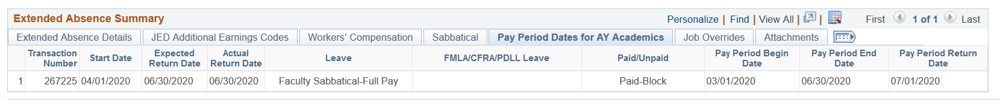 Extended Absence Summary Personalize | Find | View All | | First 1 of 1 Last
Extended Absence Details JED Additional Earnings Codes Workers' Compensation Sabbatical Pay Period Dates for AY Academics Job Overrides Attachments
Transaction Number Start Date Expected Return Date Actual Return Date Leave FMLA/CFRA/PDLL Leave Paid/Unpaid Pay Period Begin Date Pay Period End Date Pay Period Return Date
1 267225 04/01/2020 06/30/2020 06/30/2020 Faculty Sabbatical-Full Pay Paid-Block 03/01/2020 06/30/2020 07/01/2020